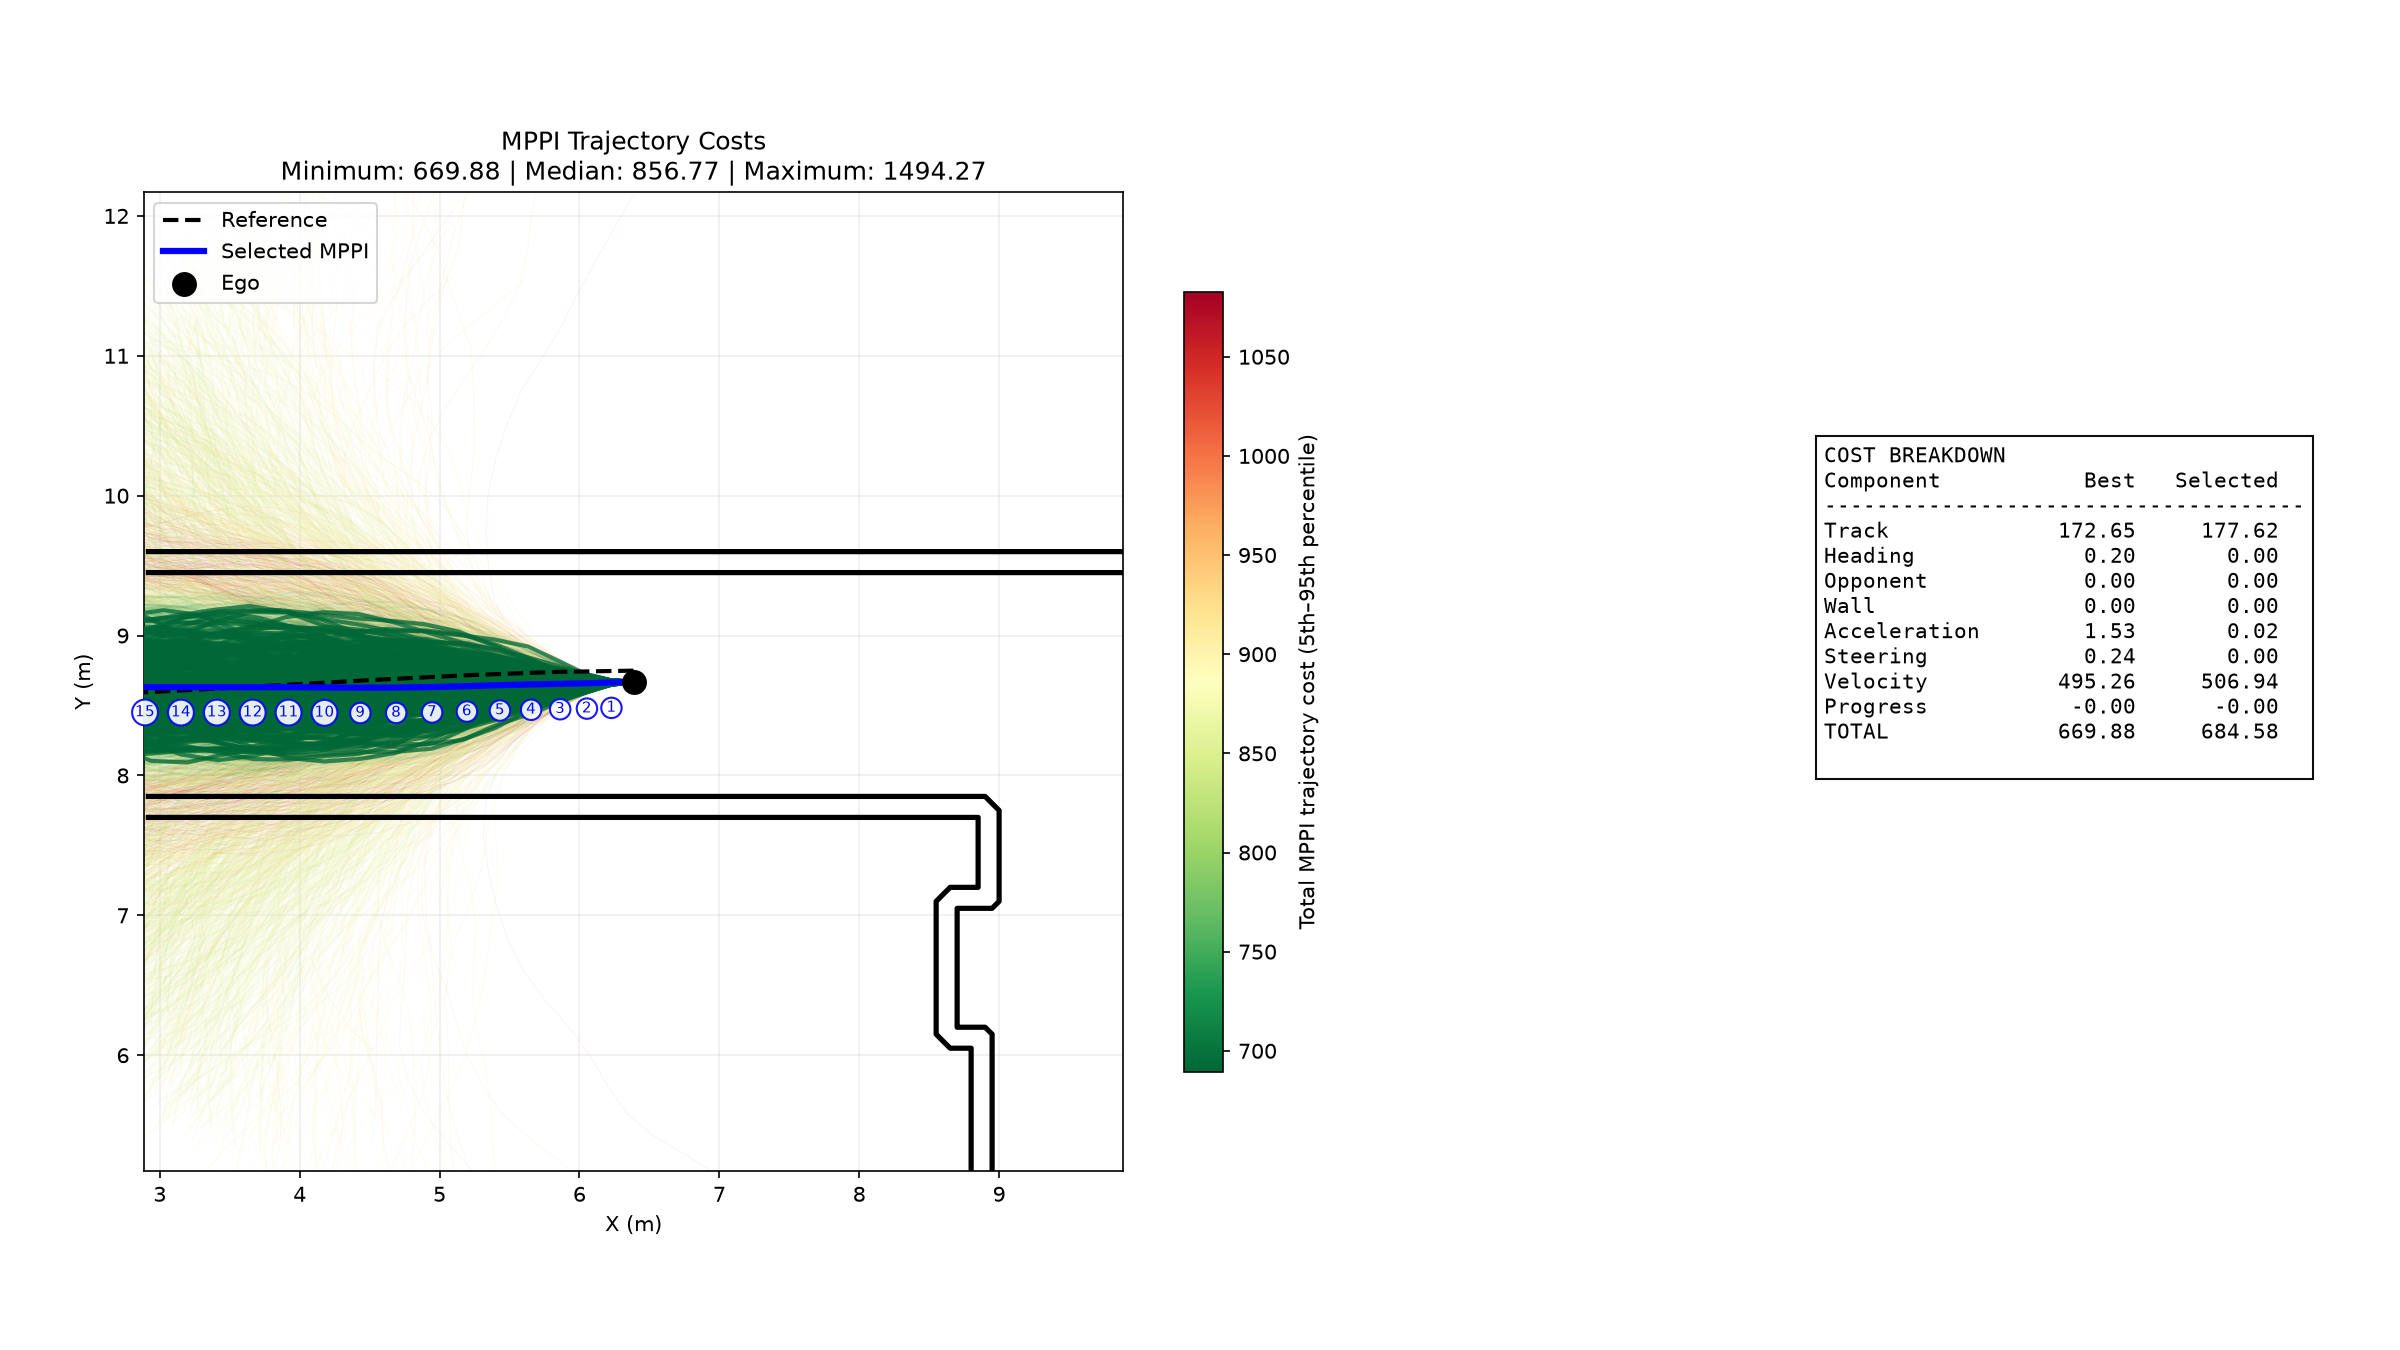 MPPI Trajectory Costs
Minimum: 669.88 | Median: 856.77 | Maximum: 1494.27
Reference
Selected MPPI
Ego
12
11
10
9
8
7
6
Y (m)
15 14 13 12 11 10 9 8 7 6 5 4 3 2 1
3 4 5 6 7 8 9
X (m)
1050
1000
950
900
850
800
750
700
Total MPPI trajectory cost (5th–95th percentile)
COST BREAKDOWN
Component Best Selected
-------------------------------------
Track 172.65 177.62
Heading 0.20 0.00
Opponent 0.00 0.00
Wall 0.00 0.00
Acceleration 1.53 0.02
Steering 0.24 0.00
Velocity 495.26 506.94
Progress -0.00 -0.00
TOTAL 669.88 684.58